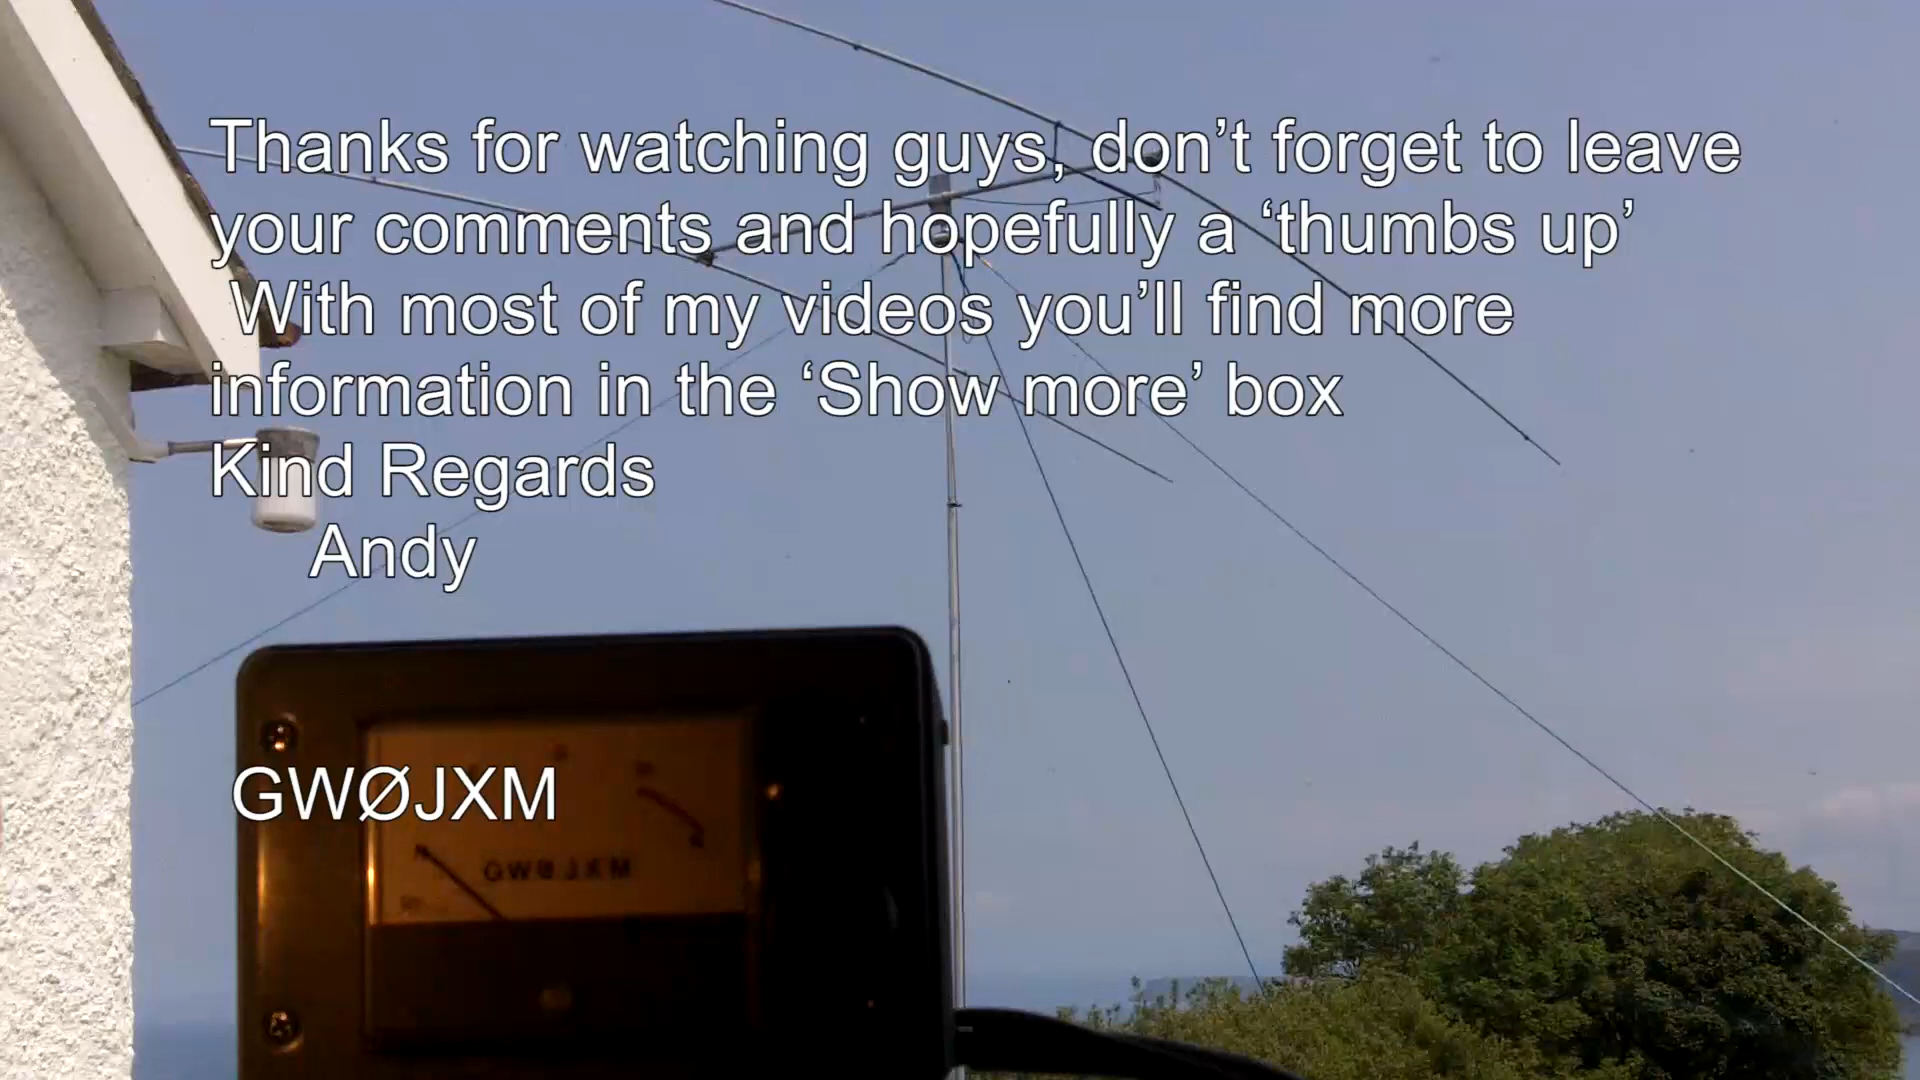 Thanks for watching guys, don’t forget to leave
your comments and hopefully a ‘thumbs up’
With most of my videos you’ll find more
information in the ‘Show more’ box
Kind Regards
Andy
GWØJXM
GWØJXM